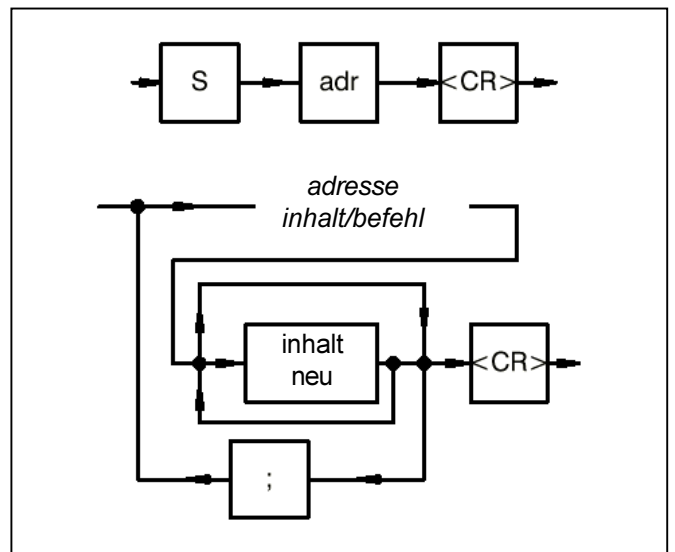 S adr <CR>
adresse
inhalt/befehl
inhalt
neu
<CR>
;